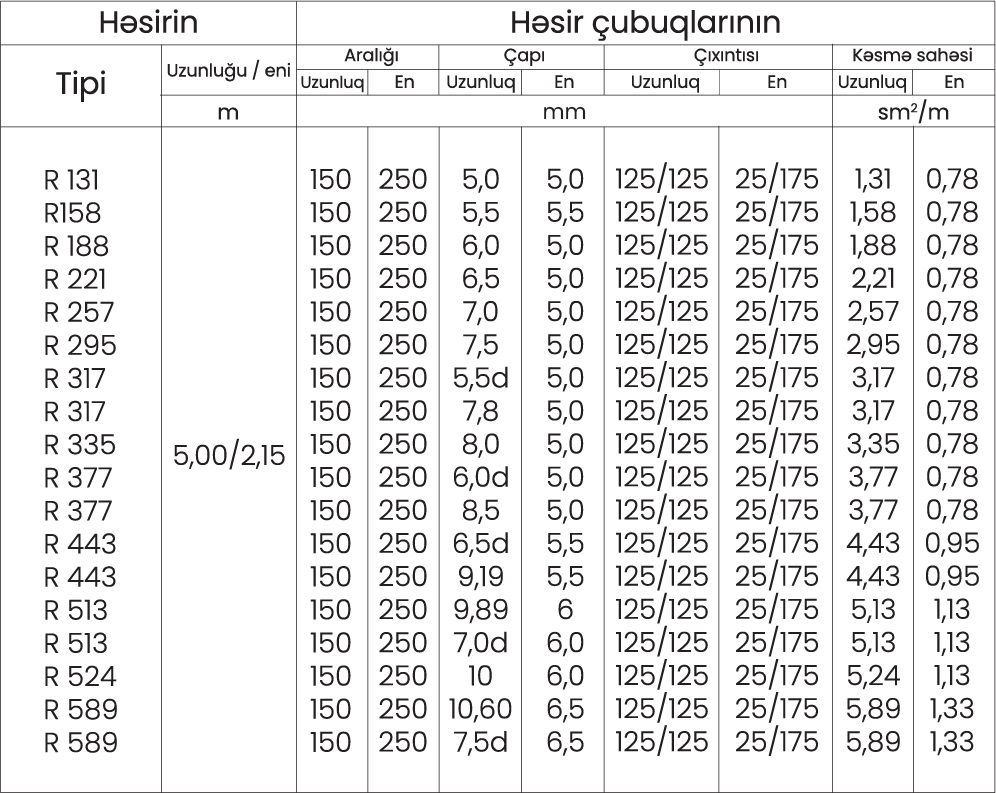 Həsirin Həsir çubuqlarının
Tipi Uzunluğu / eni Aralığı Çapı Çıxıntısı Kəsmə sahəsi
Uzunluq En Uzunluq En Uzunluq En Uzunluq En
m mm sm²/m
R 131 150 250 5,0 5,0 125/125 25/175 1,31 0,78
R158 150 250 5,5 5,5 125/125 25/175 1,58 0,78
R 188 150 250 6,0 5,0 125/125 25/175 1,88 0,78
R 221 150 250 6,5 5,0 125/125 25/175 2,21 0,78
R 257 150 250 7,0 5,0 125/125 25/175 2,57 0,78
R 295 150 250 7,5 5,0 125/125 25/175 2,95 0,78
R 317 150 250 5,5d 5,0 125/125 25/175 3,17 0,78
R 317 150 250 7,8 5,0 125/125 25/175 3,17 0,78
R 335 150 250 8,0 5,0 125/125 25/175 3,35 0,78
5,00/2,15
R 377 150 250 6,0d 5,0 125/125 25/175 3,77 0,78
R 377 150 250 8,5 5,0 125/125 25/175 3,77 0,78
R 443 150 250 6,5d 5,5 125/125 25/175 4,43 0,95
R 443 150 250 9,19 5,5 125/125 25/175 4,43 0,95
R 513 150 250 9,89 6 125/125 25/175 5,13 1,13
R 513 150 250 7,0d 6,0 125/125 25/175 5,13 1,13
R 524 150 250 10 6,0 125/125 25/175 5,24 1,13
R 589 150 250 10,60 6,5 125/125 25/175 5,89 1,33
R 589 150 250 7,5d 6,5 125/125 25/175 5,89 1,33